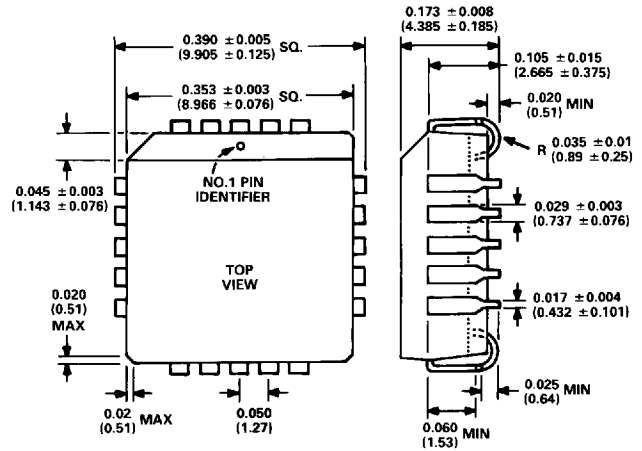 0.390 ±0.005
(9.905 ±0.125) SQ.
0.353 ±0.003
(8.966 ±0.076) SQ.
0.173 ±0.008
(4.385 ±0.185)
0.105 ±0.015
(2.665 ±0.375)
0.020 MIN
(0.51)
R 0.035 ±0.01
(0.89 ±0.25)
NO.1 PIN
IDENTIFIER
0.045 ±0.003
(1.143 ±0.076)
0.029 ±0.003
(0.737 ±0.076)
TOP
VIEW
0.020
(0.51)
MAX
0.017 ±0.004
(0.432 ±0.101)
0.02 MAX
(0.51)
0.050
(1.27)
0.025 MIN
(0.64)
0.060 MIN
(1.53)